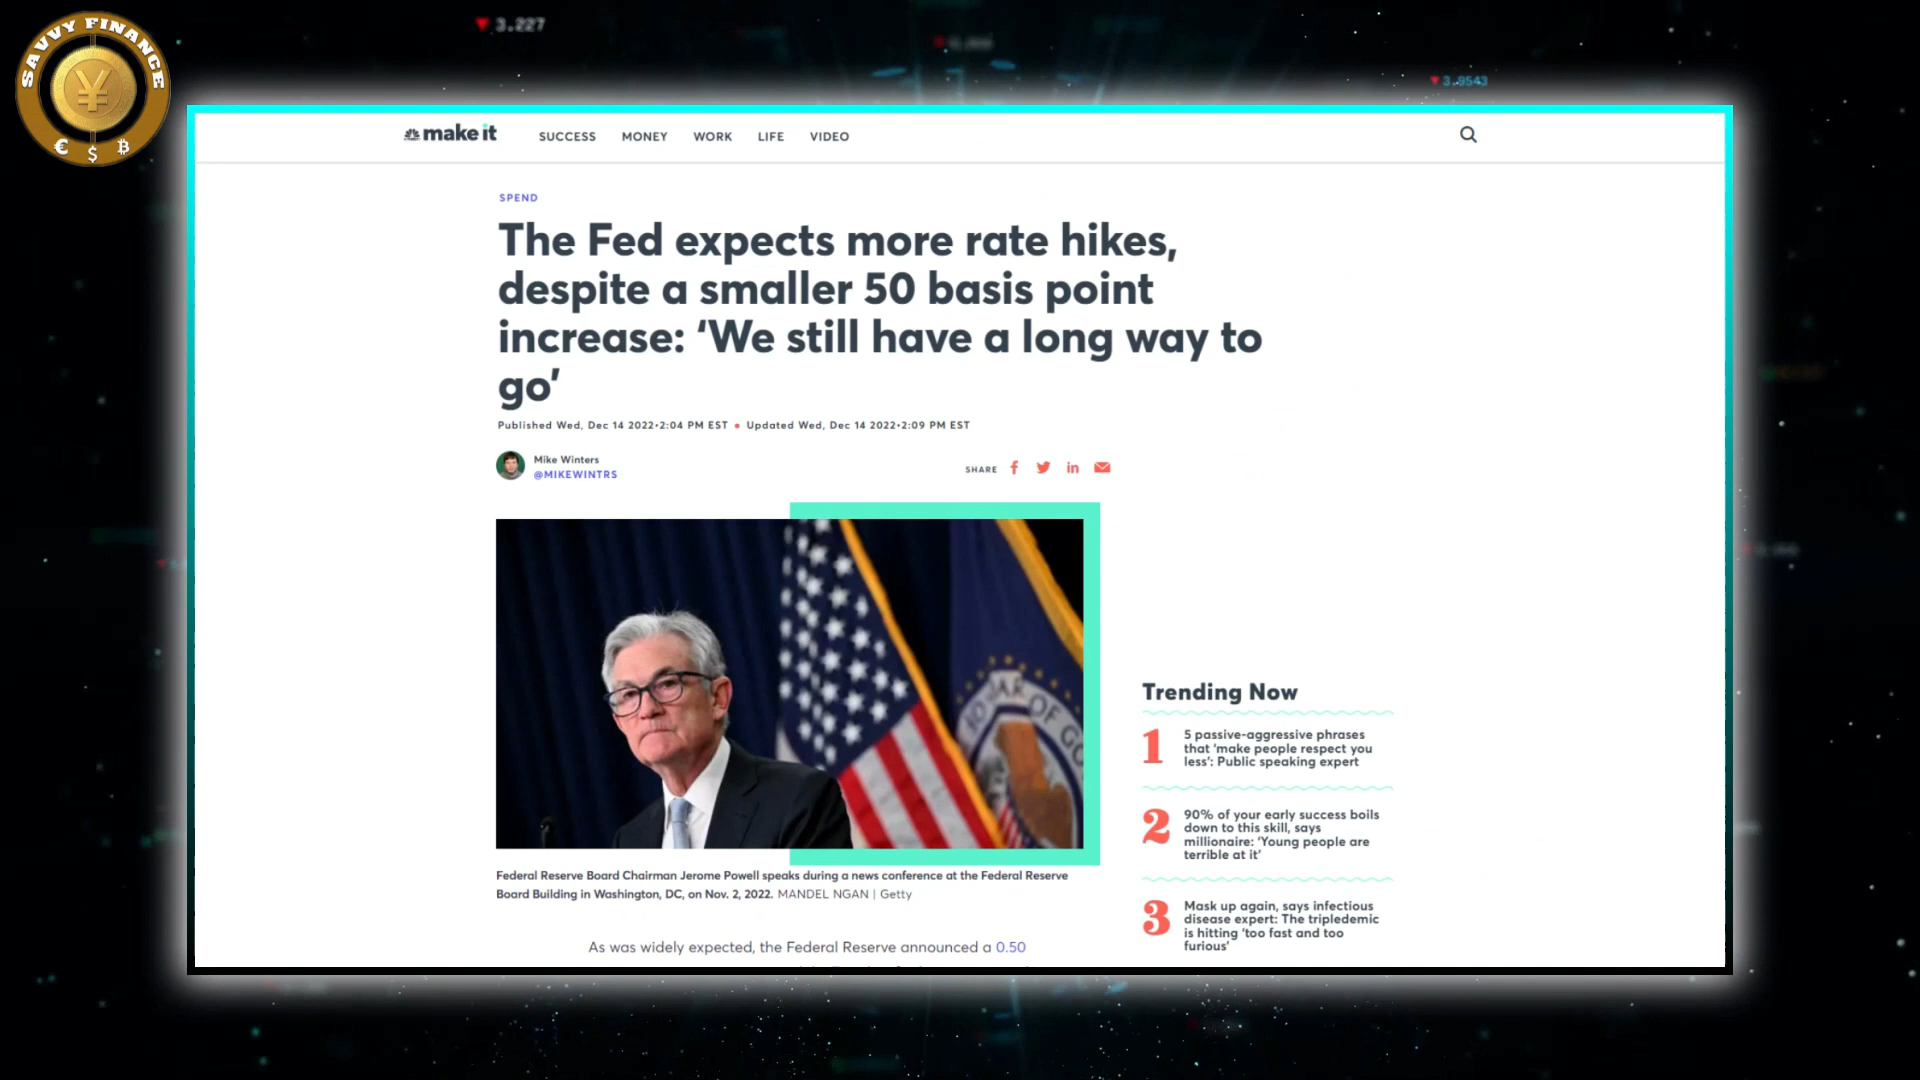 3.227
3.9543
SAVVY FINANCE
¥
€ $ ₿
make it
SUCCESS MONEY WORK LIFE VIDEO
SPEND
The Fed expects more rate hikes,
despite a smaller 50 basis point
increase: ‘We still have a long way to
go’
Published Wed, Dec 14 2022•2:04 PM EST • Updated Wed, Dec 14 2022•2:09 PM EST
Mike Winters
@MIKEWINTRS
SHARE
Federal Reserve Board Chairman Jerome Powell speaks during a news conference at the Federal Reserve
Board Building in Washington, DC, on Nov. 2, 2022. MANDEL NGAN | Getty
As was widely expected, the Federal Reserve announced a 0.50
Trending Now
1
5 passive-aggressive phrases
that ‘make people respect you
less’: Public speaking expert
2
90% of your early success boils
down to this skill, says
millionaire: ‘Young people are
terrible at it’
3
Mask up again, says infectious
disease expert: The tripledemic
is hitting ‘too fast and too
furious’